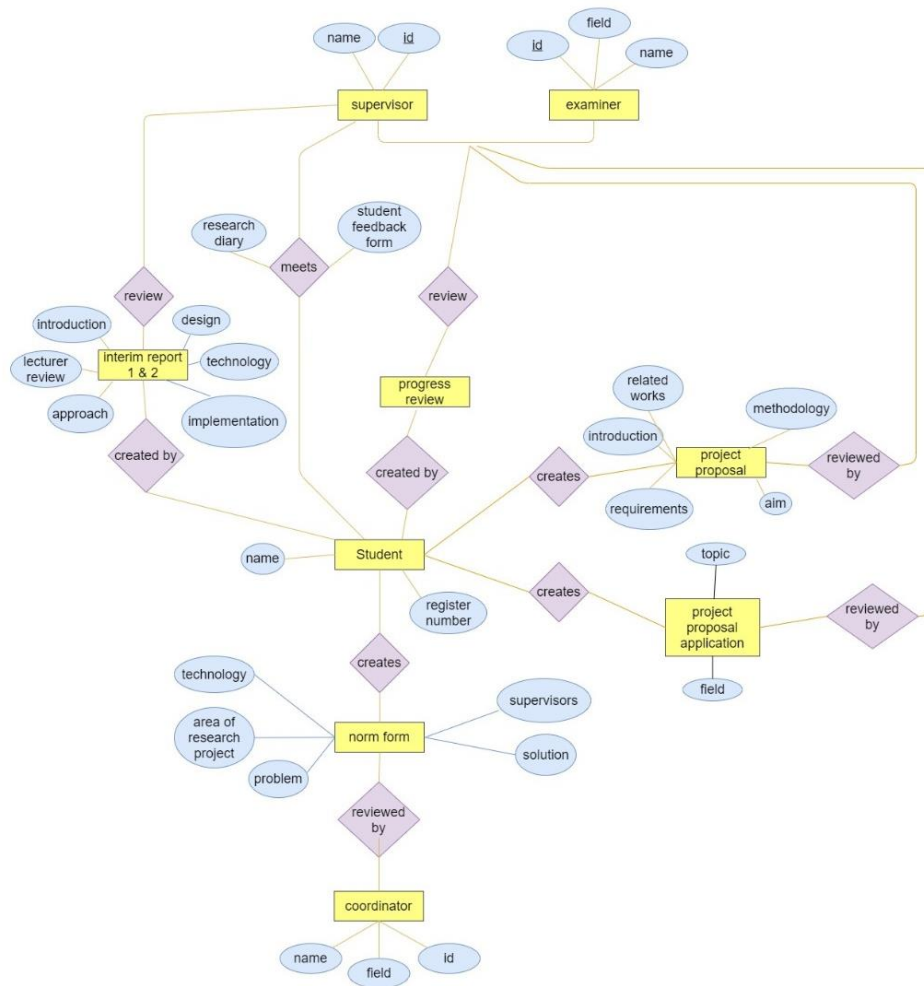 field
name
id
id
name
supervisor
examiner
research
diary
student
feedback
form
meets
review
review
introduction
design
interim report
1 & 2
lecturer
review
technology
approach
implementation
progress
review
related
works
methodology
introduction
project
proposal
reviewed
by
created by
created by
creates
requirements
aim
name
Student
topic
creates
register
number
project
proposal
application
reviewed
by
creates
technology
field
supervisors
area of
research
project
norm form
solution
problem
reviewed
by
coordinator
name
field
id